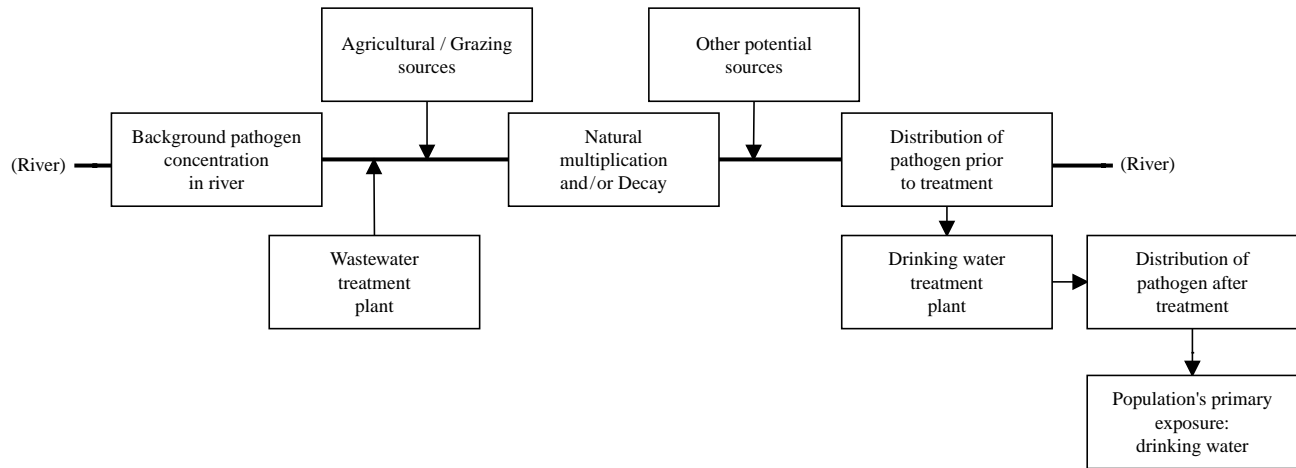 Agricultural / Grazing
sources
Other potential
sources
(River)
Background pathogen
concentration
in river
Natural
multiplication
and/or Decay
Distribution of
pathogen prior
to treatment
(River)
Wastewater
treatment
plant
Drinking water
treatment
plant
Distribution of
pathogen after
treatment
Population's primary
exposure:
drinking water